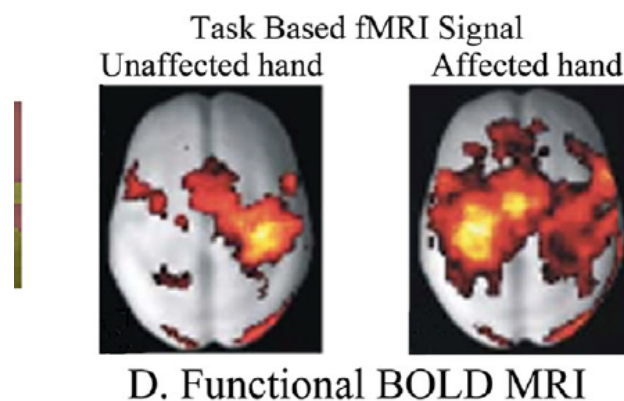 Task Based fMRI Signal
Unaffected hand Affected hand
D. Functional BOLD MRI